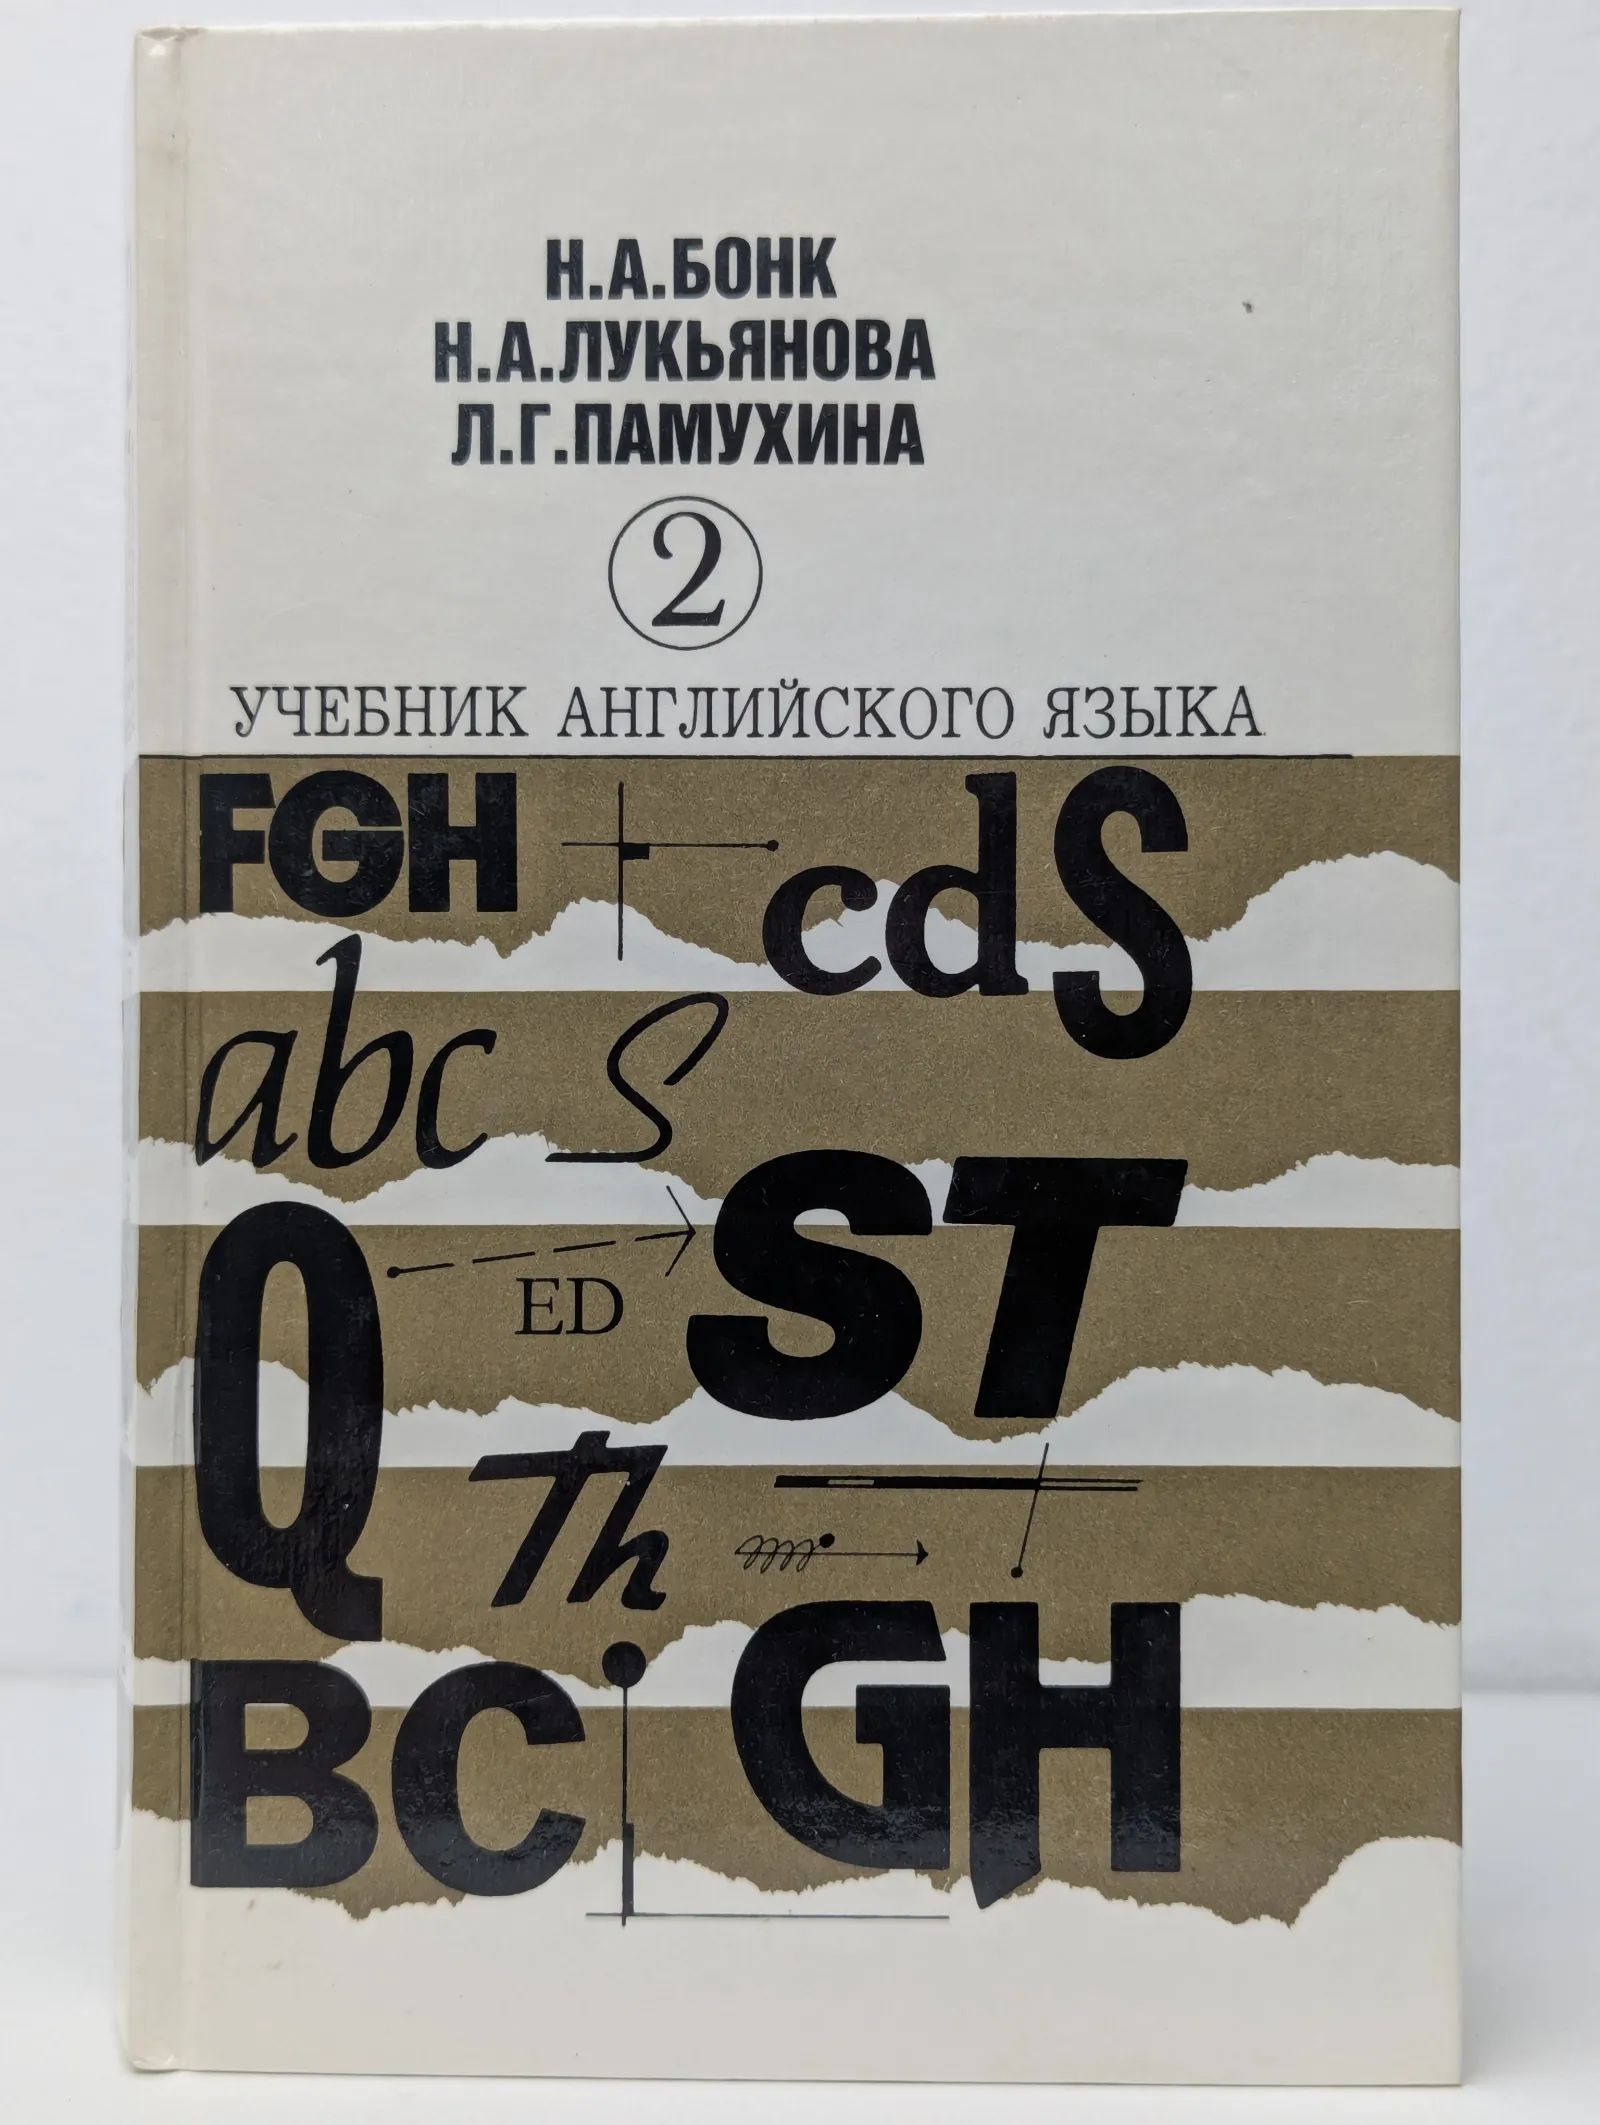 Н.А.БОНК
Н.А.ЛУКЬЯНОВА
Л.Г.ПАМУХИНА
2
УЧЕБНИК АНГЛИЙСКОГО ЯЗЫКА
FGH
cdS
abc S
Q
ED
ST
Th
BC
GH